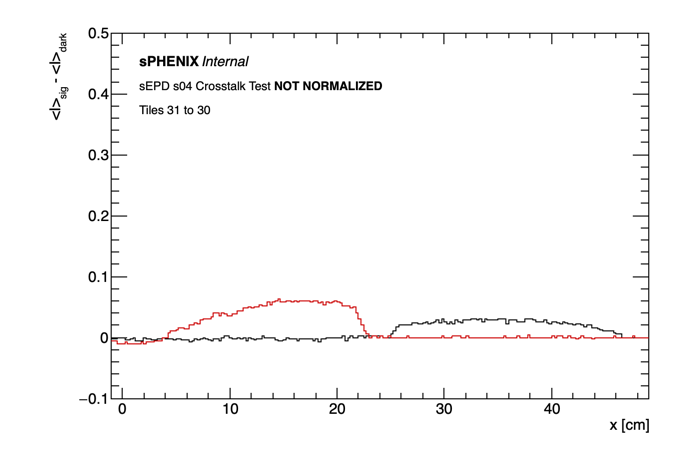 0.5
<I>sig - <I>dark
sPHENIX Internal
sEPD s04 Crosstalk Test NOT NORMALIZED
0.4
Tiles 31 to 30
0.3
0.2
0.1
0
−0.1
0 10 20 30 40
x [cm]